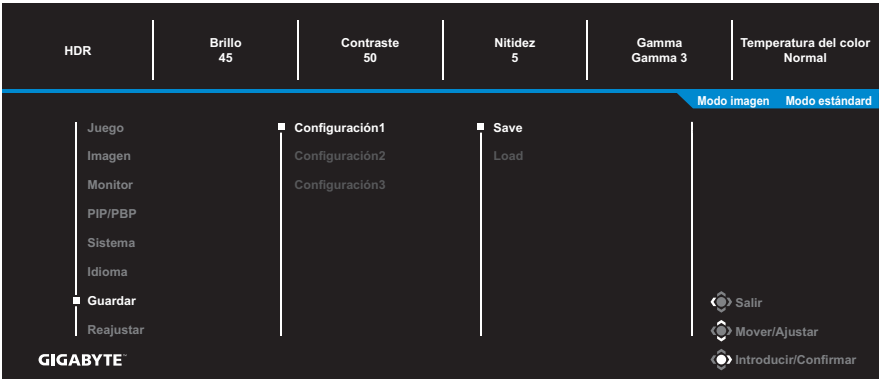 HDR
Brillo
45
Contraste
50
Nitidez
5
Gamma
Gamma 3
Temperatura del color
Normal
Modo imagen Modo estándard
Juego
Imagen
Monitor
PIP/PBP
Sistema
Idioma
Guardar
Reajustar
Configuración1
Configuración2
Configuración3
Save
Load
Salir
Mover/Ajustar
Introducir/Confirmar
GIGABYTE™